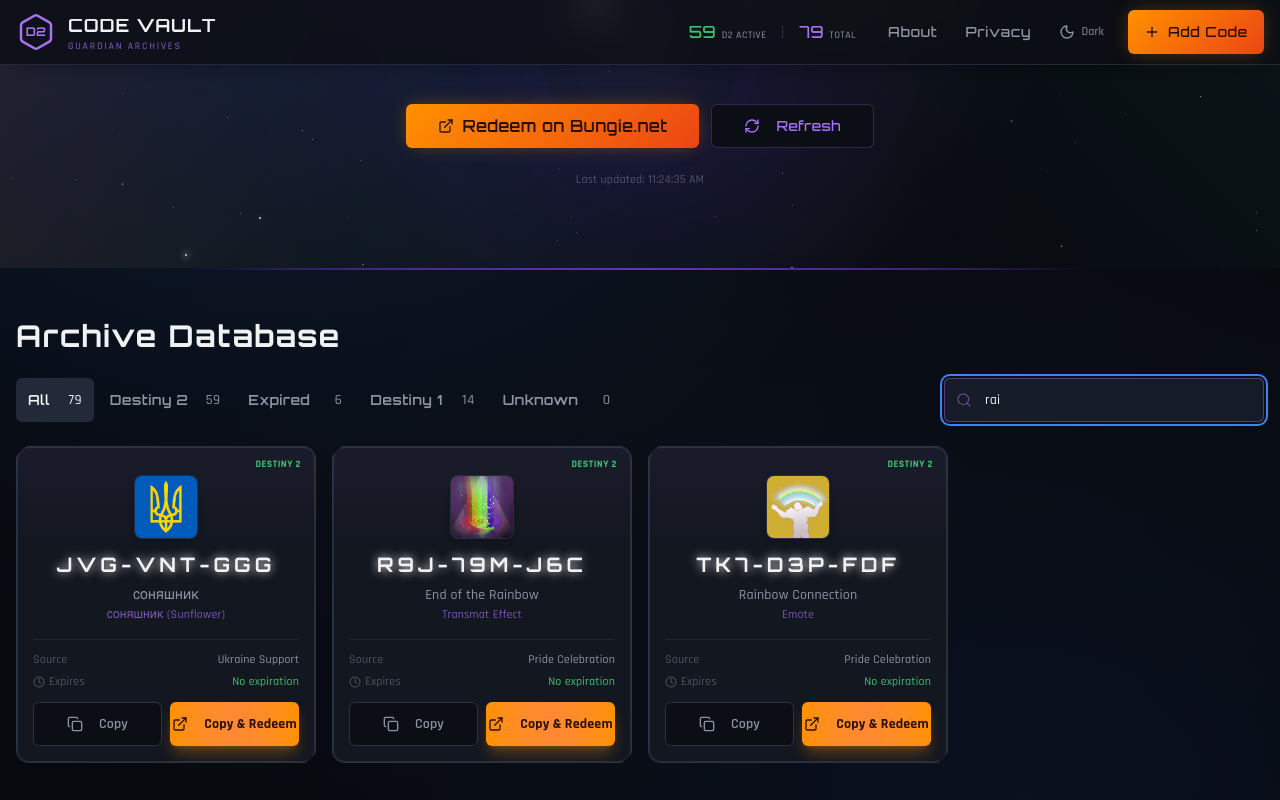 D2
CODE VAULT
GUARDIAN ARCHIVES
59 D2 ACTIVE
79 TOTAL
About
Privacy
Dark
Add Code
Redeem on Bungie.net
Refresh
Last updated: 11:24:35 AM
Archive Database
All 79
Destiny 2 59
Expired 6
Destiny 1 14
Unknown 0
rai
DESTINY 2
JVG-VNT-GGG
СОНЯШНИК
СОНЯШНИК (Sunflower)
Source Ukraine Support
Expires No expiration
Copy
Copy & Redeem
DESTINY 2
R9J-79M-J6C
End of the Rainbow
Transmat Effect
Source Pride Celebration
Expires No expiration
Copy
Copy & Redeem
DESTINY 2
TK7-D3P-FDF
Rainbow Connection
Emote
Source Pride Celebration
Expires No expiration
Copy
Copy & Redeem